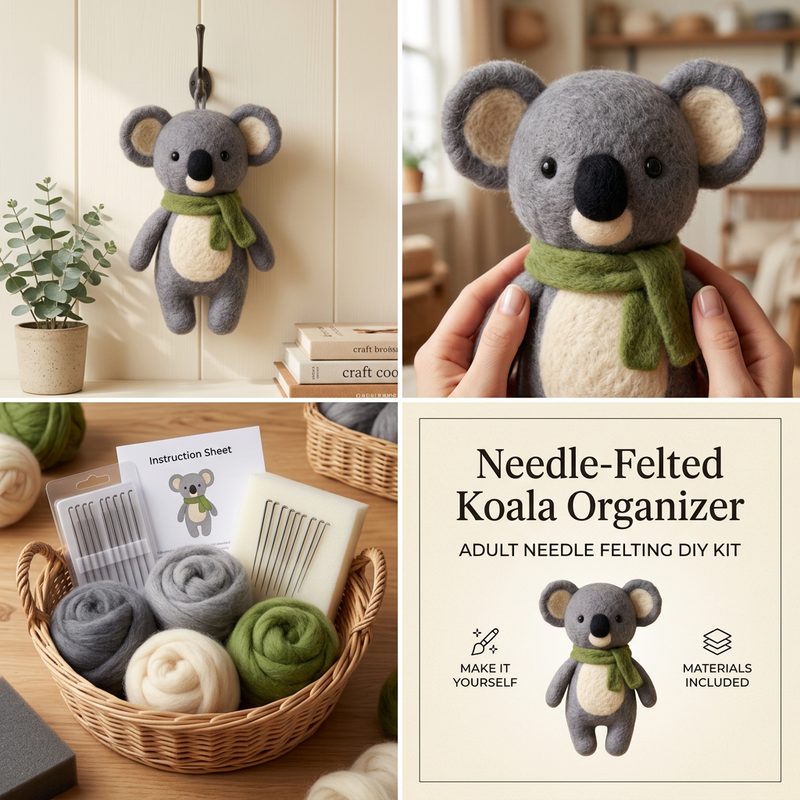 craft
craft coo
Instruction Sheet
Needle-Felted
Koala Organizer
ADULT NEEDLE FELTING DIY KIT
MAKE IT
YOURSELF
MATERIALS
INCLUDED